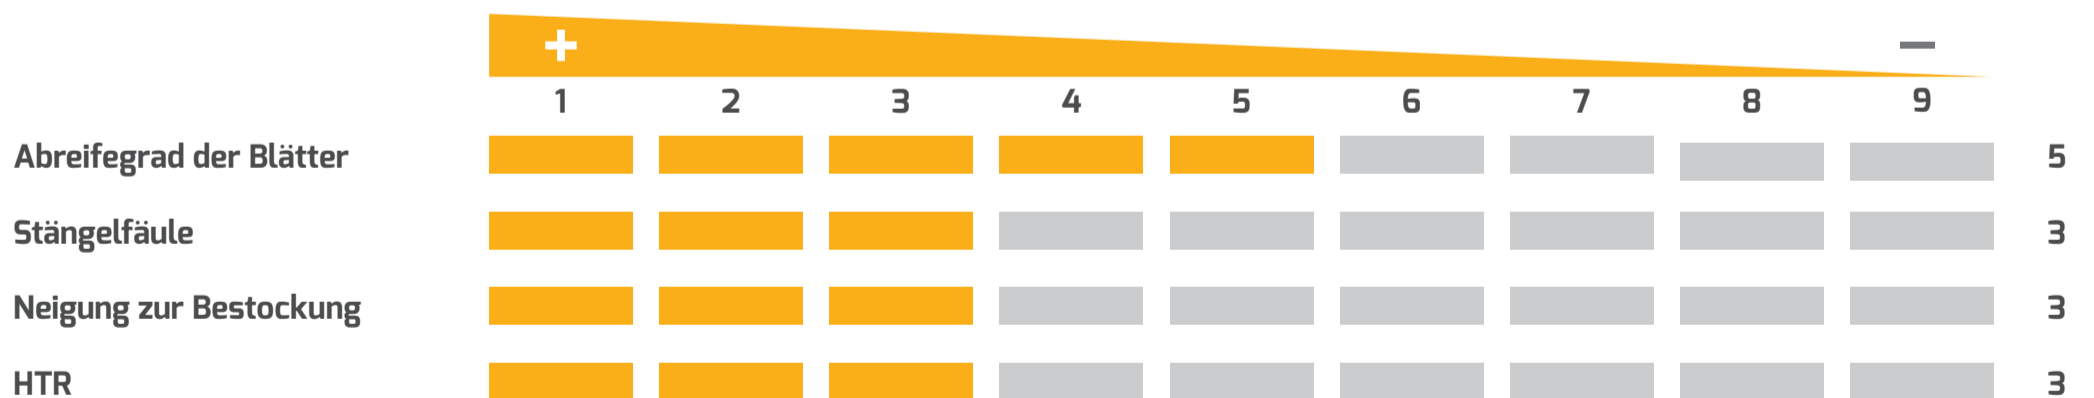 + −
1 2 3 4 5 6 7 8 9
Abreifegrad der Blätter 5
Stängelfäule 3
Neigung zur Bestockung 3
HTR 3